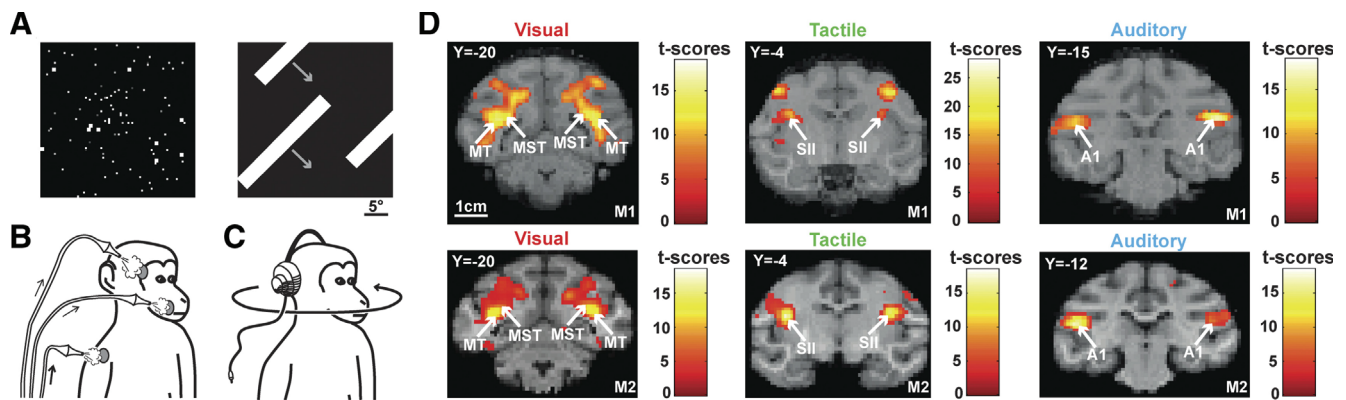 A
5°
B
C
D
Visual
Y=-20
MT
MST
MST
MT
1cm
M1
t-scores
15
10
5
0
Tactile
Y=-4
SII
SII
M1
t-scores
25
20
15
10
5
0
Auditory
Y=-15
A1
A1
M1
t-scores
15
10
5
0
Visual
Y=-20
MT
MST
MST
MT
M2
t-scores
15
10
5
0
Tactile
Y=-4
SII
SII
M2
t-scores
15
10
5
0
Auditory
Y=-12
A1
A1
M2
t-scores
15
10
5
0